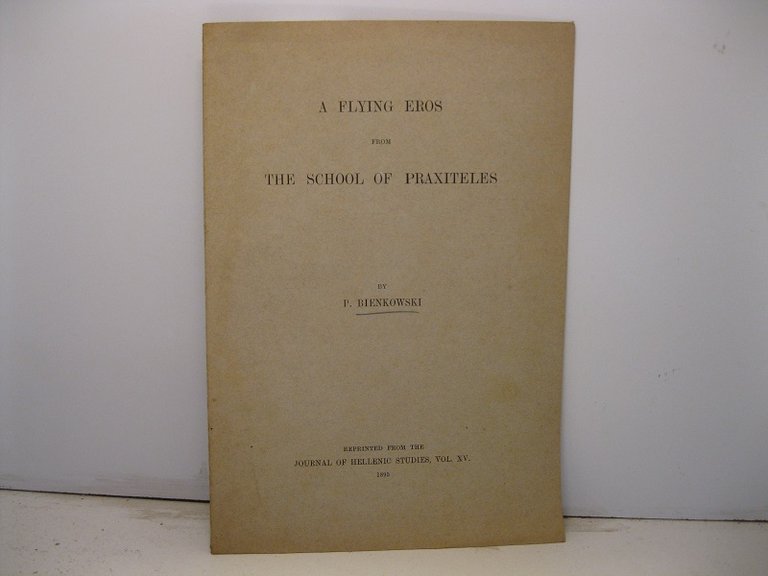 A FLYING EROS
FROM
THE SCHOOL OF PRAXITELES
BY
P. BIENKOWSKI
REPRINTED FROM THE
JOURNAL OF HELLENIC STUDIES, VOL. XV.
1895